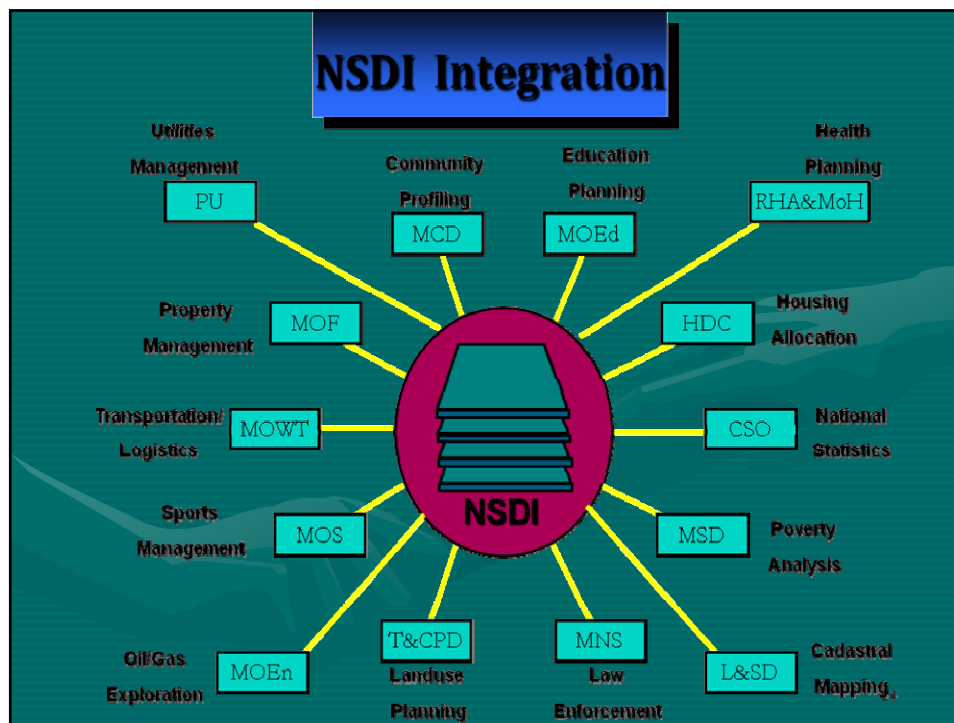 NSDI Integration
Utilities
Management
PU
Community
Profiling
MCD
Education
Planning
MOEd
Health
Planning
RHA&MoH
Property
Management
MOF
HDC
Housing
Allocation
Transportation/
Logistics
MOWT
CSO
National
Statistics
NSDI
Sports
Management
MOS
MSD
Poverty
Analysis
Oil/Gas
Exploration
MOEn
T&CPD
Landuse
Planning
MNS
Law
Enforcement
L&SD
Cadastral
Mapping.